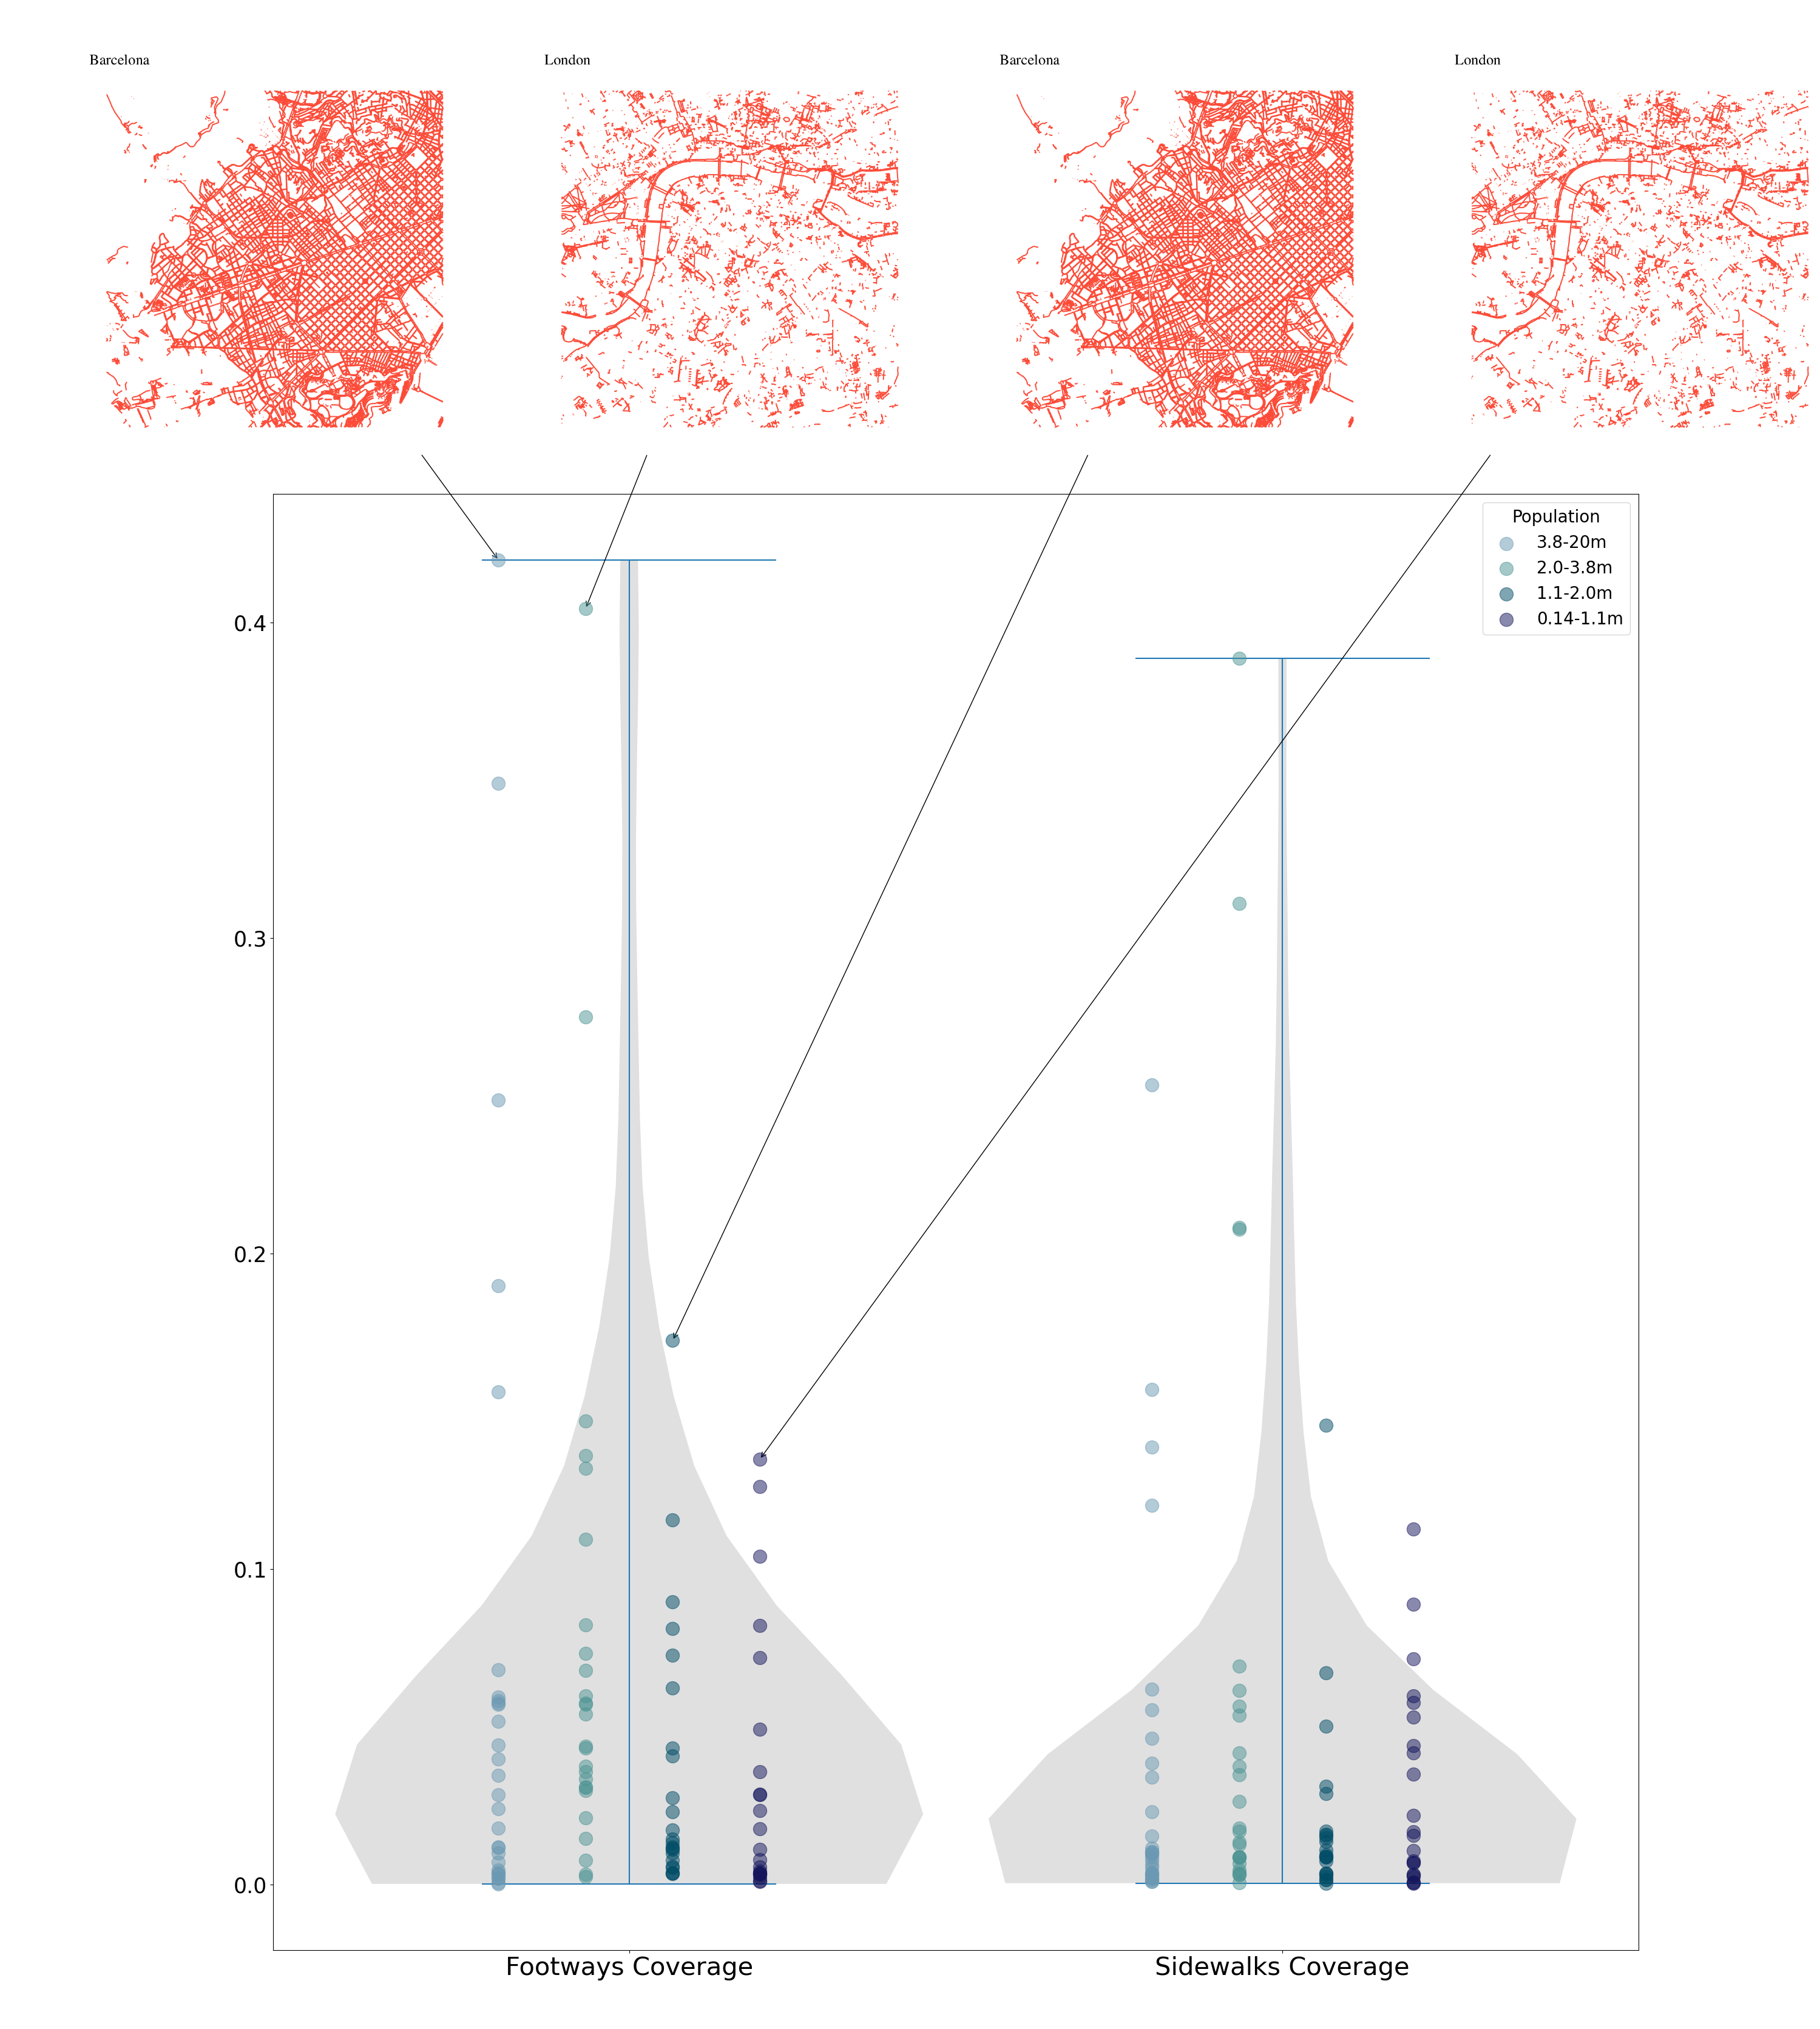 Barcelona
London
Barcelona
London
Population
3.8-20m
2.0-3.8m
1.1-2.0m
0.14-1.1m
0.4
0.3
0.2
0.1
0.0
Footways Coverage
Sidewalks Coverage